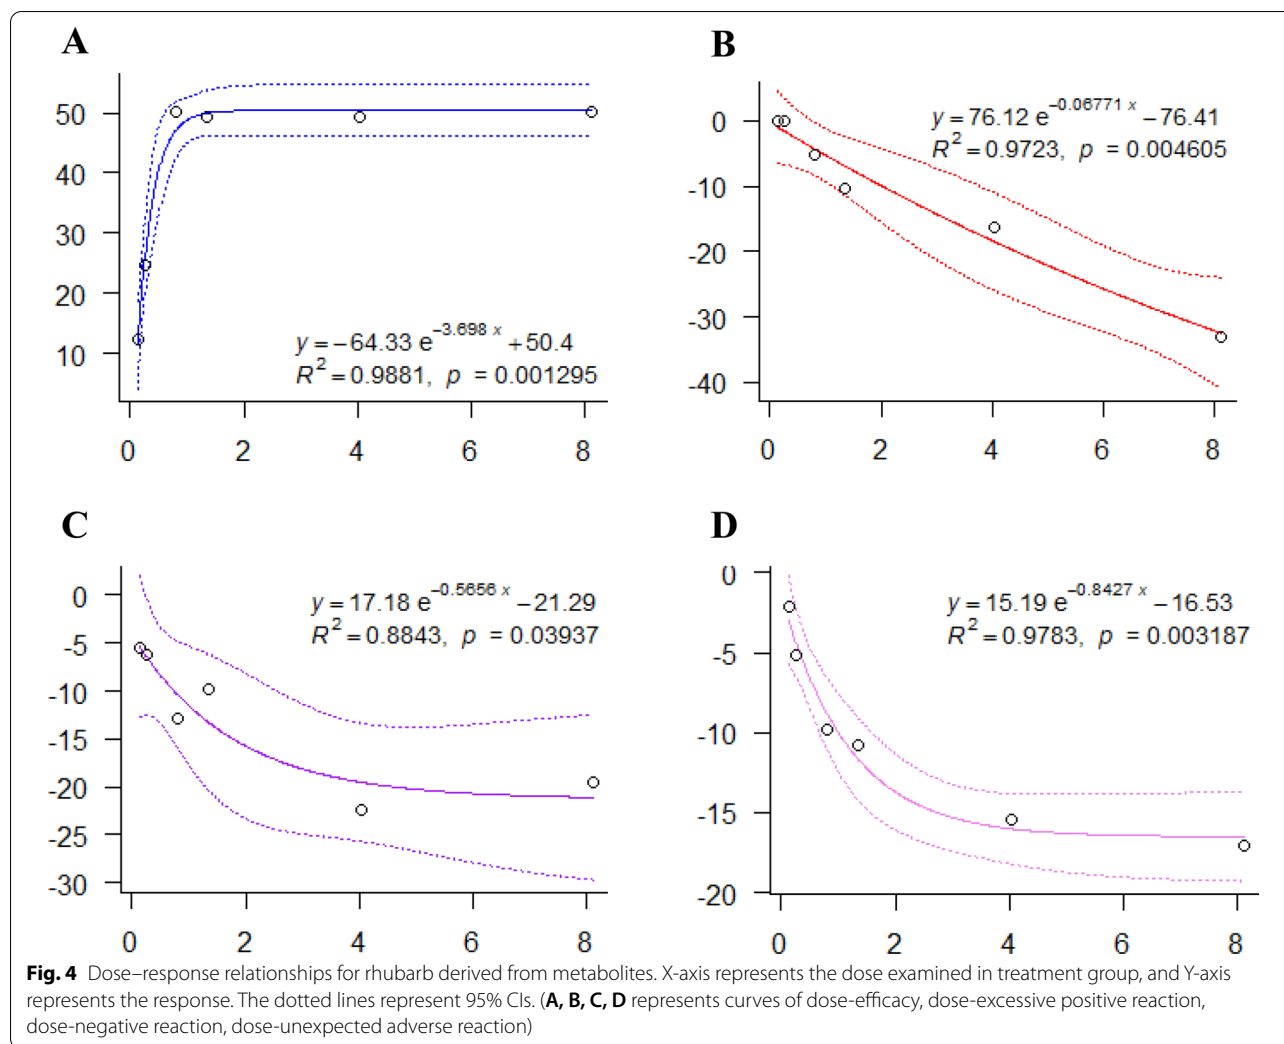 A
50
40
30
20
10
y = −64.33 e^−3.698 x + 50.4
R² = 0.9881, p = 0.001295
0 2 4 6 8
B
0
-10
-20
-30
-40
y = 76.12 e^−0.06771 x − 76.41
R² = 0.9723, p = 0.004605
0 2 4 6 8
C
0
-5
-10
-15
-20
-25
-30
y = 17.18 e^−0.5656 x − 21.29
R² = 0.8843, p = 0.03937
0 2 4 6 8
D
0
-5
-10
-15
-20
y = 15.19 e^−0.8427 x − 16.53
R² = 0.9783, p = 0.003187
0 2 4 6 8
Fig. 4 Dose–response relationships for rhubarb derived from metabolites. X-axis represents the dose examined in treatment group, and Y-axis
represents the response. The dotted lines represent 95% CIs. (A, B, C, D represents curves of dose-efficacy, dose-excessive positive reaction,
dose-negative reaction, dose-unexpected adverse reaction)